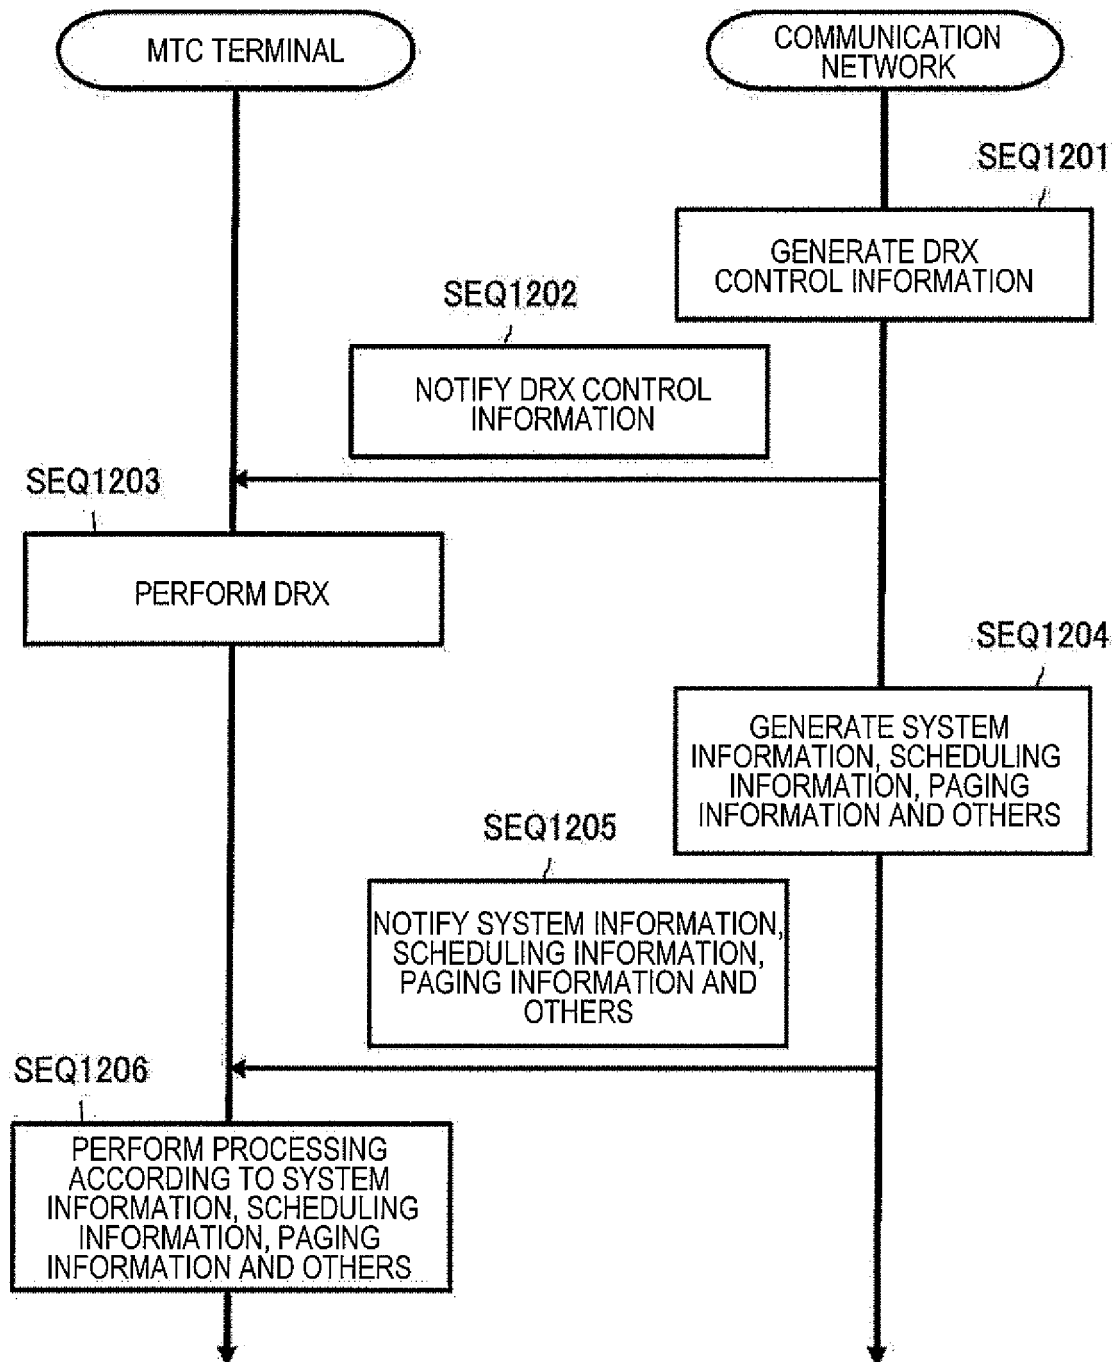 MTC TERMINAL
COMMUNICATION
NETWORK
SEQ1201
GENERATE DRX
CONTROL INFORMATION
SEQ1202
NOTIFY DRX CONTROL
INFORMATION
SEQ1203
PERFORM DRX
SEQ1204
GENERATE SYSTEM
INFORMATION, SCHEDULING
INFORMATION, PAGING
INFORMATION AND OTHERS
SEQ1205
NOTIFY SYSTEM INFORMATION,
SCHEDULING INFORMATION,
PAGING INFORMATION AND
OTHERS
SEQ1206
PERFORM PROCESSING
ACCORDING TO SYSTEM
INFORMATION, SCHEDULING
INFORMATION, PAGING
INFORMATION AND OTHERS